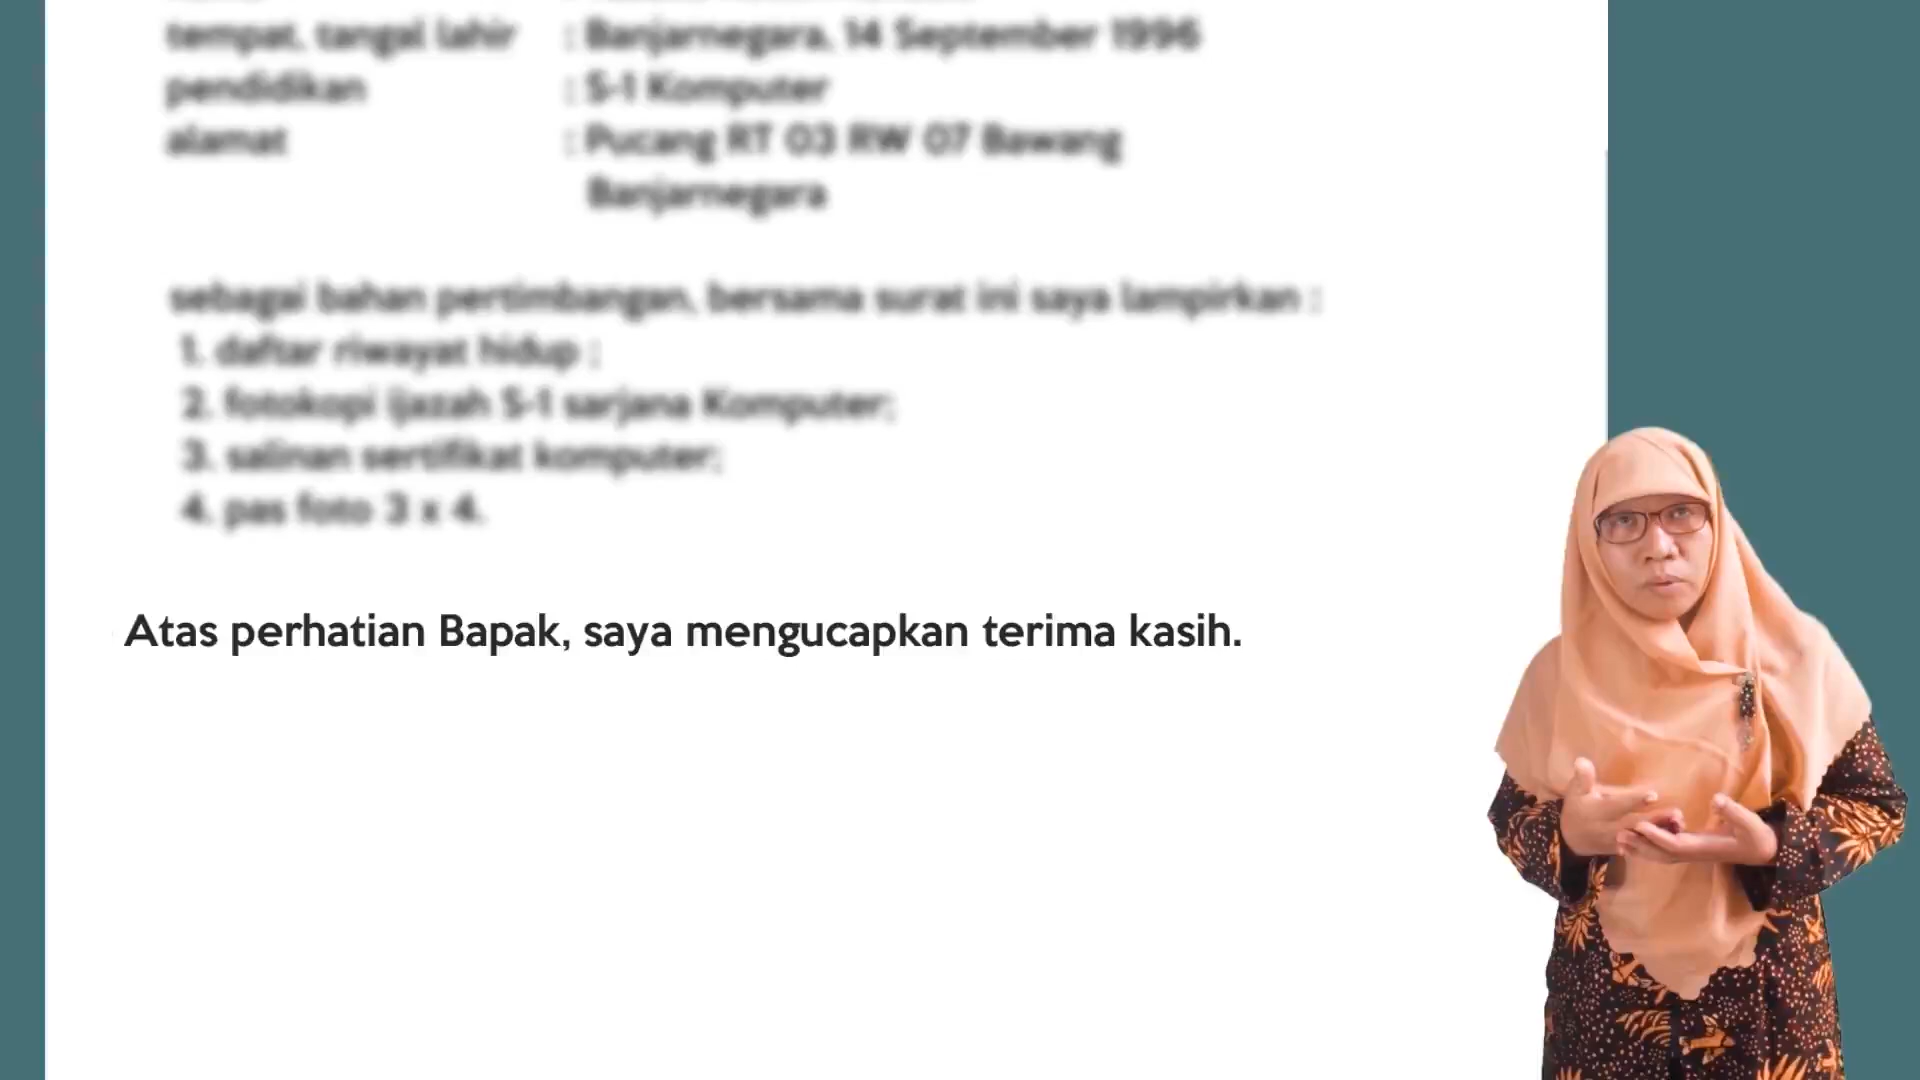 tempat, tangal lahir : Banjarnegara, 14 September 1996
pendidikan : S-1 Komputer
alamat : Pucang RT 03 RW 07 Bawang
Banjarnegara
sebagai bahan pertimbangan, bersama surat ini saya lampirkan :
1. daftar riwayat hidup ;
2. fotokopi ijazah S-1 sarjana Komputer;
3. salinan sertifikat komputer;
4. pas foto 3 x 4.
Atas perhatian Bapak, saya mengucapkan terima kasih.